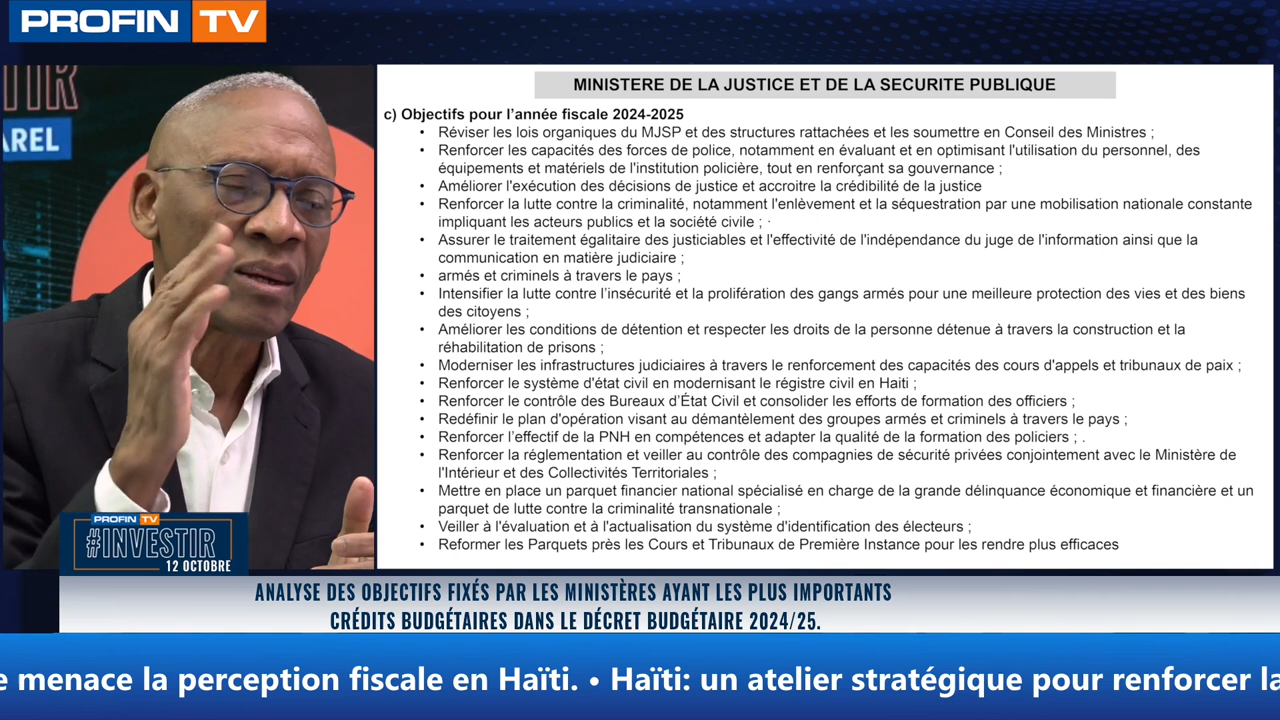 PROFIN TV
TIR
AREL
MINISTERE DE LA JUSTICE ET DE LA SECURITE PUBLIQUE
c) Objectifs pour l'année fiscale 2024-2025
• Réviser les lois organiques du MJSP et des structures rattachées et les soumettre en Conseil des Ministres ;
• Renforcer les capacités des forces de police, notamment en évaluant et en optimisant l'utilisation du personnel, des
équipements et matériels de l'institution policière, tout en renforçant sa gouvernance ;
• Améliorer l'exécution des décisions de justice et accroitre la crédibilité de la justice
• Renforcer la lutte contre la criminalité, notamment l'enlèvement et la séquestration par une mobilisation nationale constante
impliquant les acteurs publics et la société civile ; ·
• Assurer le traitement égalitaire des justiciables et l'effectivité de l'indépendance du juge de l'information ainsi que la
communication en matière judiciaire ;
• armés et criminels à travers le pays ;
• Intensifier la lutte contre l'insécurité et la prolifération des gangs armés pour une meilleure protection des vies et des biens
des citoyens ;
• Améliorer les conditions de détention et respecter les droits de la personne détenue à travers la construction et la
réhabilitation de prisons ;
• Moderniser les infrastructures judiciaires à travers le renforcement des capacités des cours d'appels et tribunaux de paix ;
• Renforcer le système d'état civil en modernisant le régistre civil en Haiti ;
• Renforcer le contrôle des Bureaux d'État Civil et consolider les efforts de formation des officiers ;
• Redéfinir le plan d'opération visant au démantèlement des groupes armés et criminels à travers le pays ;
• Renforcer l'effectif de la PNH en compétences et adapter la qualité de la formation des policiers ; .
• Renforcer la réglementation et veiller au contrôle des compagnies de sécurité privées conjointement avec le Ministère de
l'Intérieur et des Collectivités Territoriales ;
• Mettre en place un parquet financier national spécialisé en charge de la grande délinquance économique et financière et un
parquet de lutte contre la criminalité transnationale ;
• Veiller à l'évaluation et à l'actualisation du système d'identification des électeurs ;
• Reformer les Parquets près les Cours et Tribunaux de Première Instance pour les rendre plus efficaces
PROFIN TV
#INVESTIR
12 OCTOBRE
ANALYSE DES OBJECTIFS FIXÉS PAR LES MINISTÈRES AYANT LES PLUS IMPORTANTS
CRÉDITS BUDGÉTAIRES DANS LE DÉCRET BUDGÉTAIRE 2024/25.
e menace la perception fiscale en Haïti. • Haïti: un atelier stratégique pour renforcer la